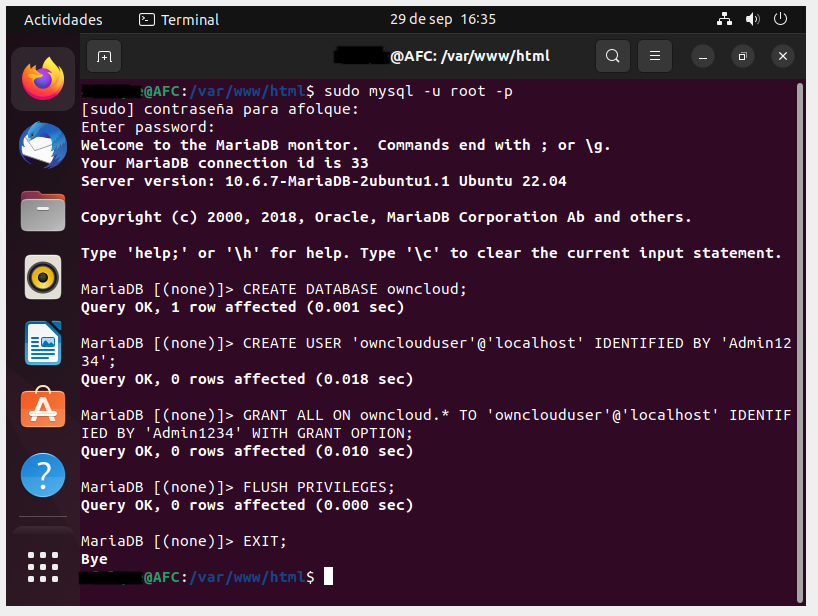 Actividades Terminal 29 de sep 16:35
@AFC: /var/www/html
@AFC:/var/www/html$ sudo mysql -u root -p
[sudo] contraseña para afolque:
Enter password:
Welcome to the MariaDB monitor.  Commands end with ; or \g.
Your MariaDB connection id is 33
Server version: 10.6.7-MariaDB-2ubuntu1.1 Ubuntu 22.04
Copyright (c) 2000, 2018, Oracle, MariaDB Corporation Ab and others.
Type 'help;' or '\h' for help. Type '\c' to clear the current input statement.
MariaDB [(none)]> CREATE DATABASE owncloud;
Query OK, 1 row affected (0.001 sec)
MariaDB [(none)]> CREATE USER 'ownclouduser'@'localhost' IDENTIFIED BY 'Admin12
34';
Query OK, 0 rows affected (0.018 sec)
MariaDB [(none)]> GRANT ALL ON owncloud.* TO 'ownclouduser'@'localhost' IDENTIF
IED BY 'Admin1234' WITH GRANT OPTION;
Query OK, 0 rows affected (0.010 sec)
MariaDB [(none)]> FLUSH PRIVILEGES;
Query OK, 0 rows affected (0.000 sec)
MariaDB [(none)]> EXIT;
Bye
@AFC:/var/www/html$